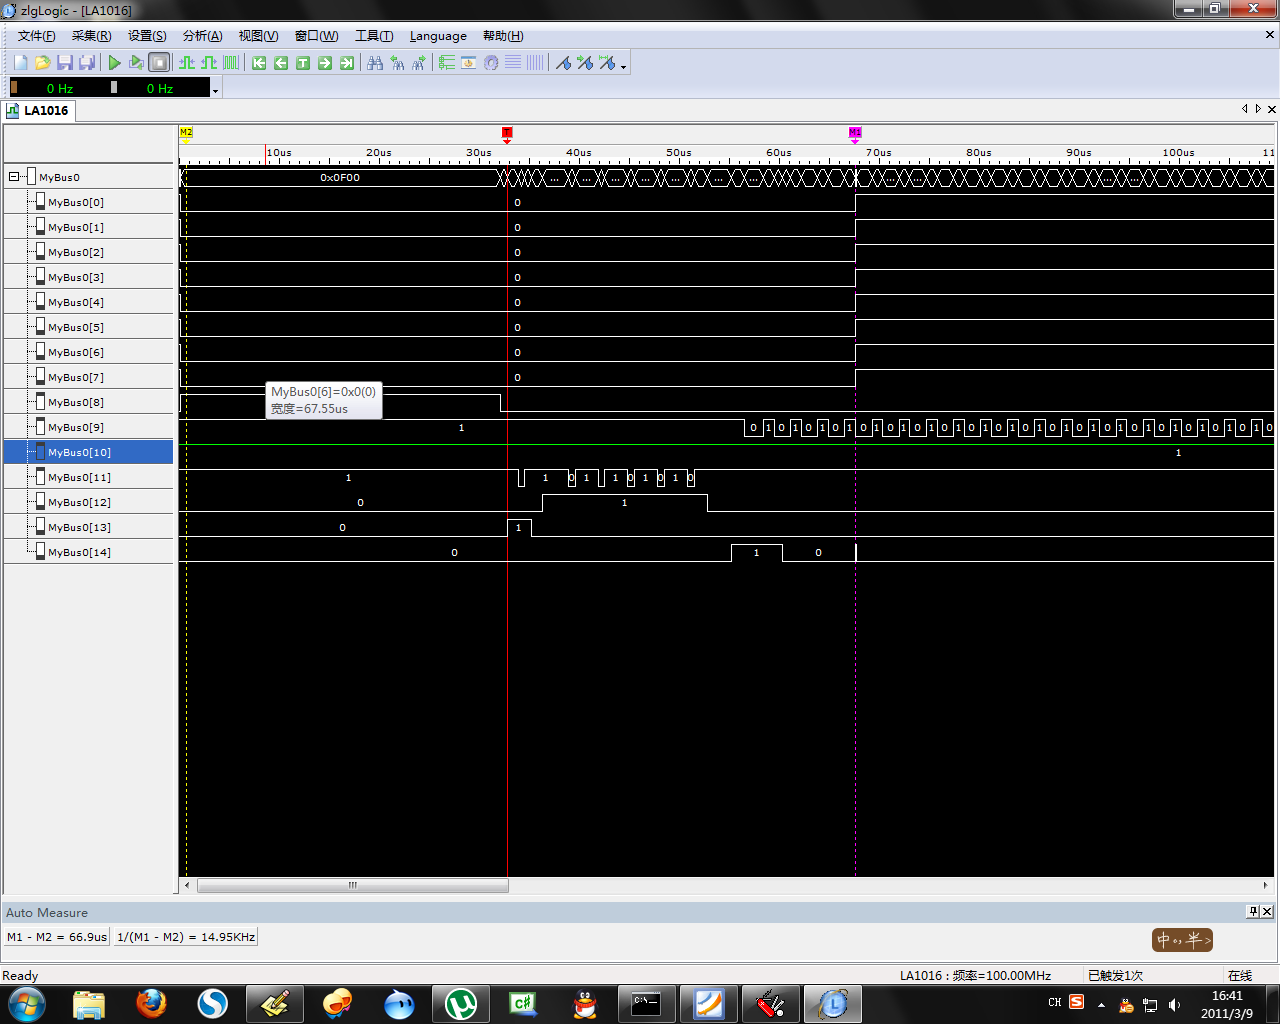 zlgLogic - [LA1016]
文件(F) 采集(R) 设置(S) 分析(A) 视图(V) 窗口(W) 工具(T) Language 帮助(H)
0 Hz 0 Hz
LA1016
M2 T M1
10us 20us 30us 40us 50us 60us 70us 80us 90us 100us 11
MyBus0 0x0F00 ... ... ... ... ... ... ... ... ... ... ...
MyBus0[0] 0
MyBus0[1] 0
MyBus0[2] 0
MyBus0[3] 0
MyBus0[4] 0
MyBus0[5] 0
MyBus0[6] 0
MyBus0[7] 0
MyBus0[6]=0x0(0)
MyBus0[8]
宽度=67.55us
MyBus0[9] 1 0 1 0 1 0 1 0 1 0 1 0 1 0 1 0 1 0 1 0 1 0 1 0 1 0 1 0 1 0 1 0 1 0 1 0 1 0 1 0
MyBus0[10] 1
MyBus0[11] 1 1 0 1 1 0 1 0 1 0
MyBus0[12] 0 1
MyBus0[13] 0 1
MyBus0[14] 0 1 0
Auto Measure
M1 - M2 = 66.9us 1/(M1 - M2) = 14.95KHz
中 半
Ready LA1016 : 频率=100.00MHz 已触发1次 在线
C:\. C# CH S 16:41
2011/3/9